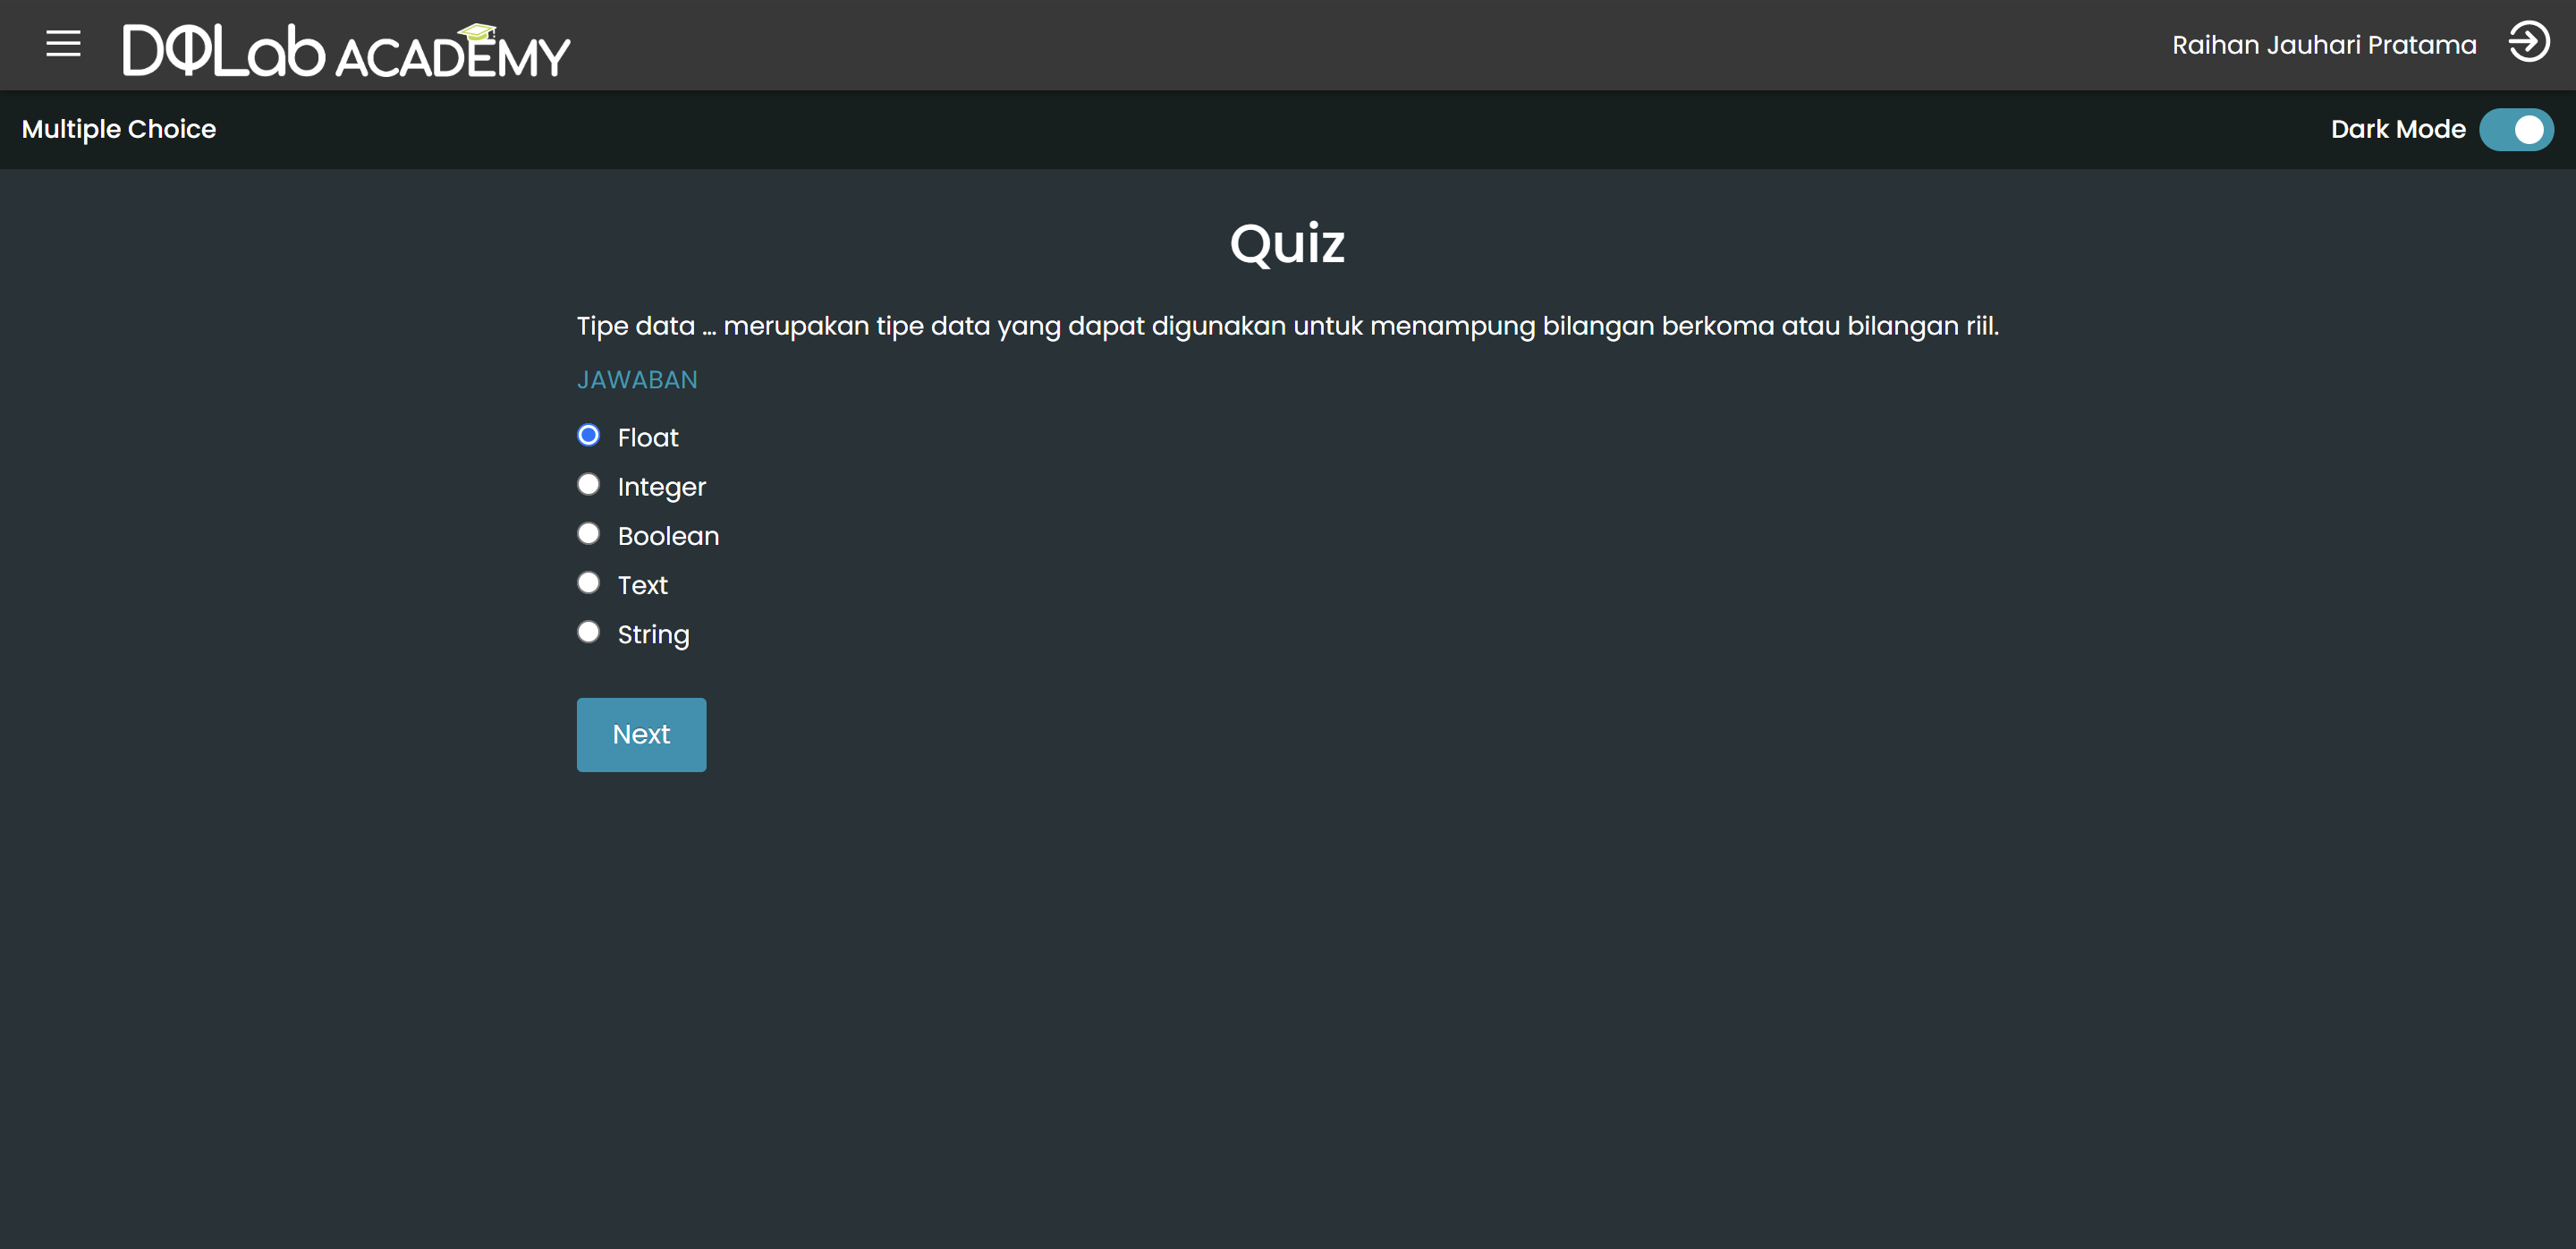 DQLab ACADEMY
Raihan Jauhari Pratama
Multiple Choice
Dark Mode
Quiz
Tipe data ... merupakan tipe data yang dapat digunakan untuk menampung bilangan berkoma atau bilangan riil.
JAWABAN
Float
Integer
Boolean
Text
String
Next